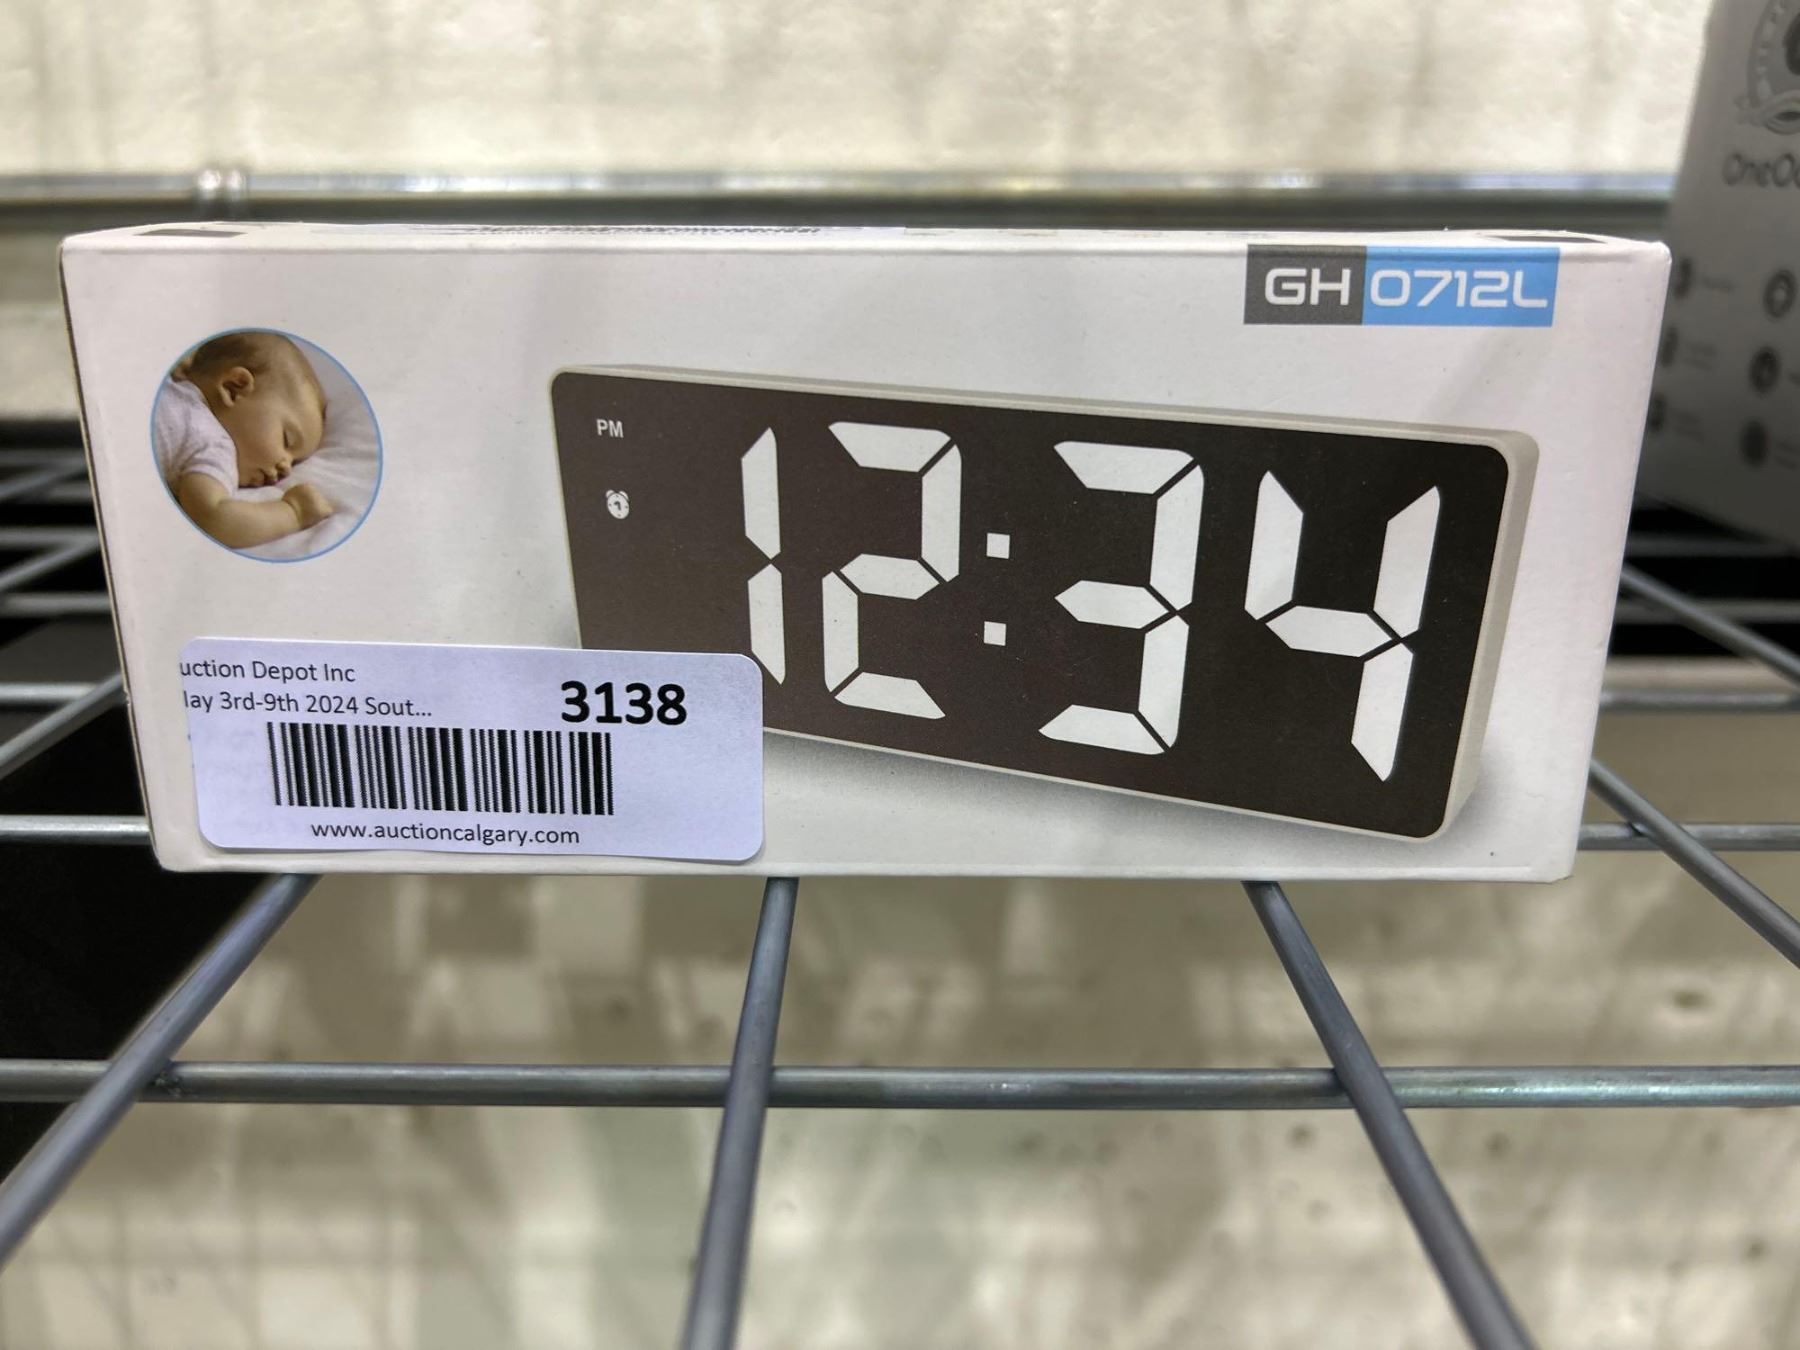 GH 0712L
PM
12:34
uction Depot Inc
lay 3rd-9th 2024 Sout...
3138
www.auctioncalgary.com